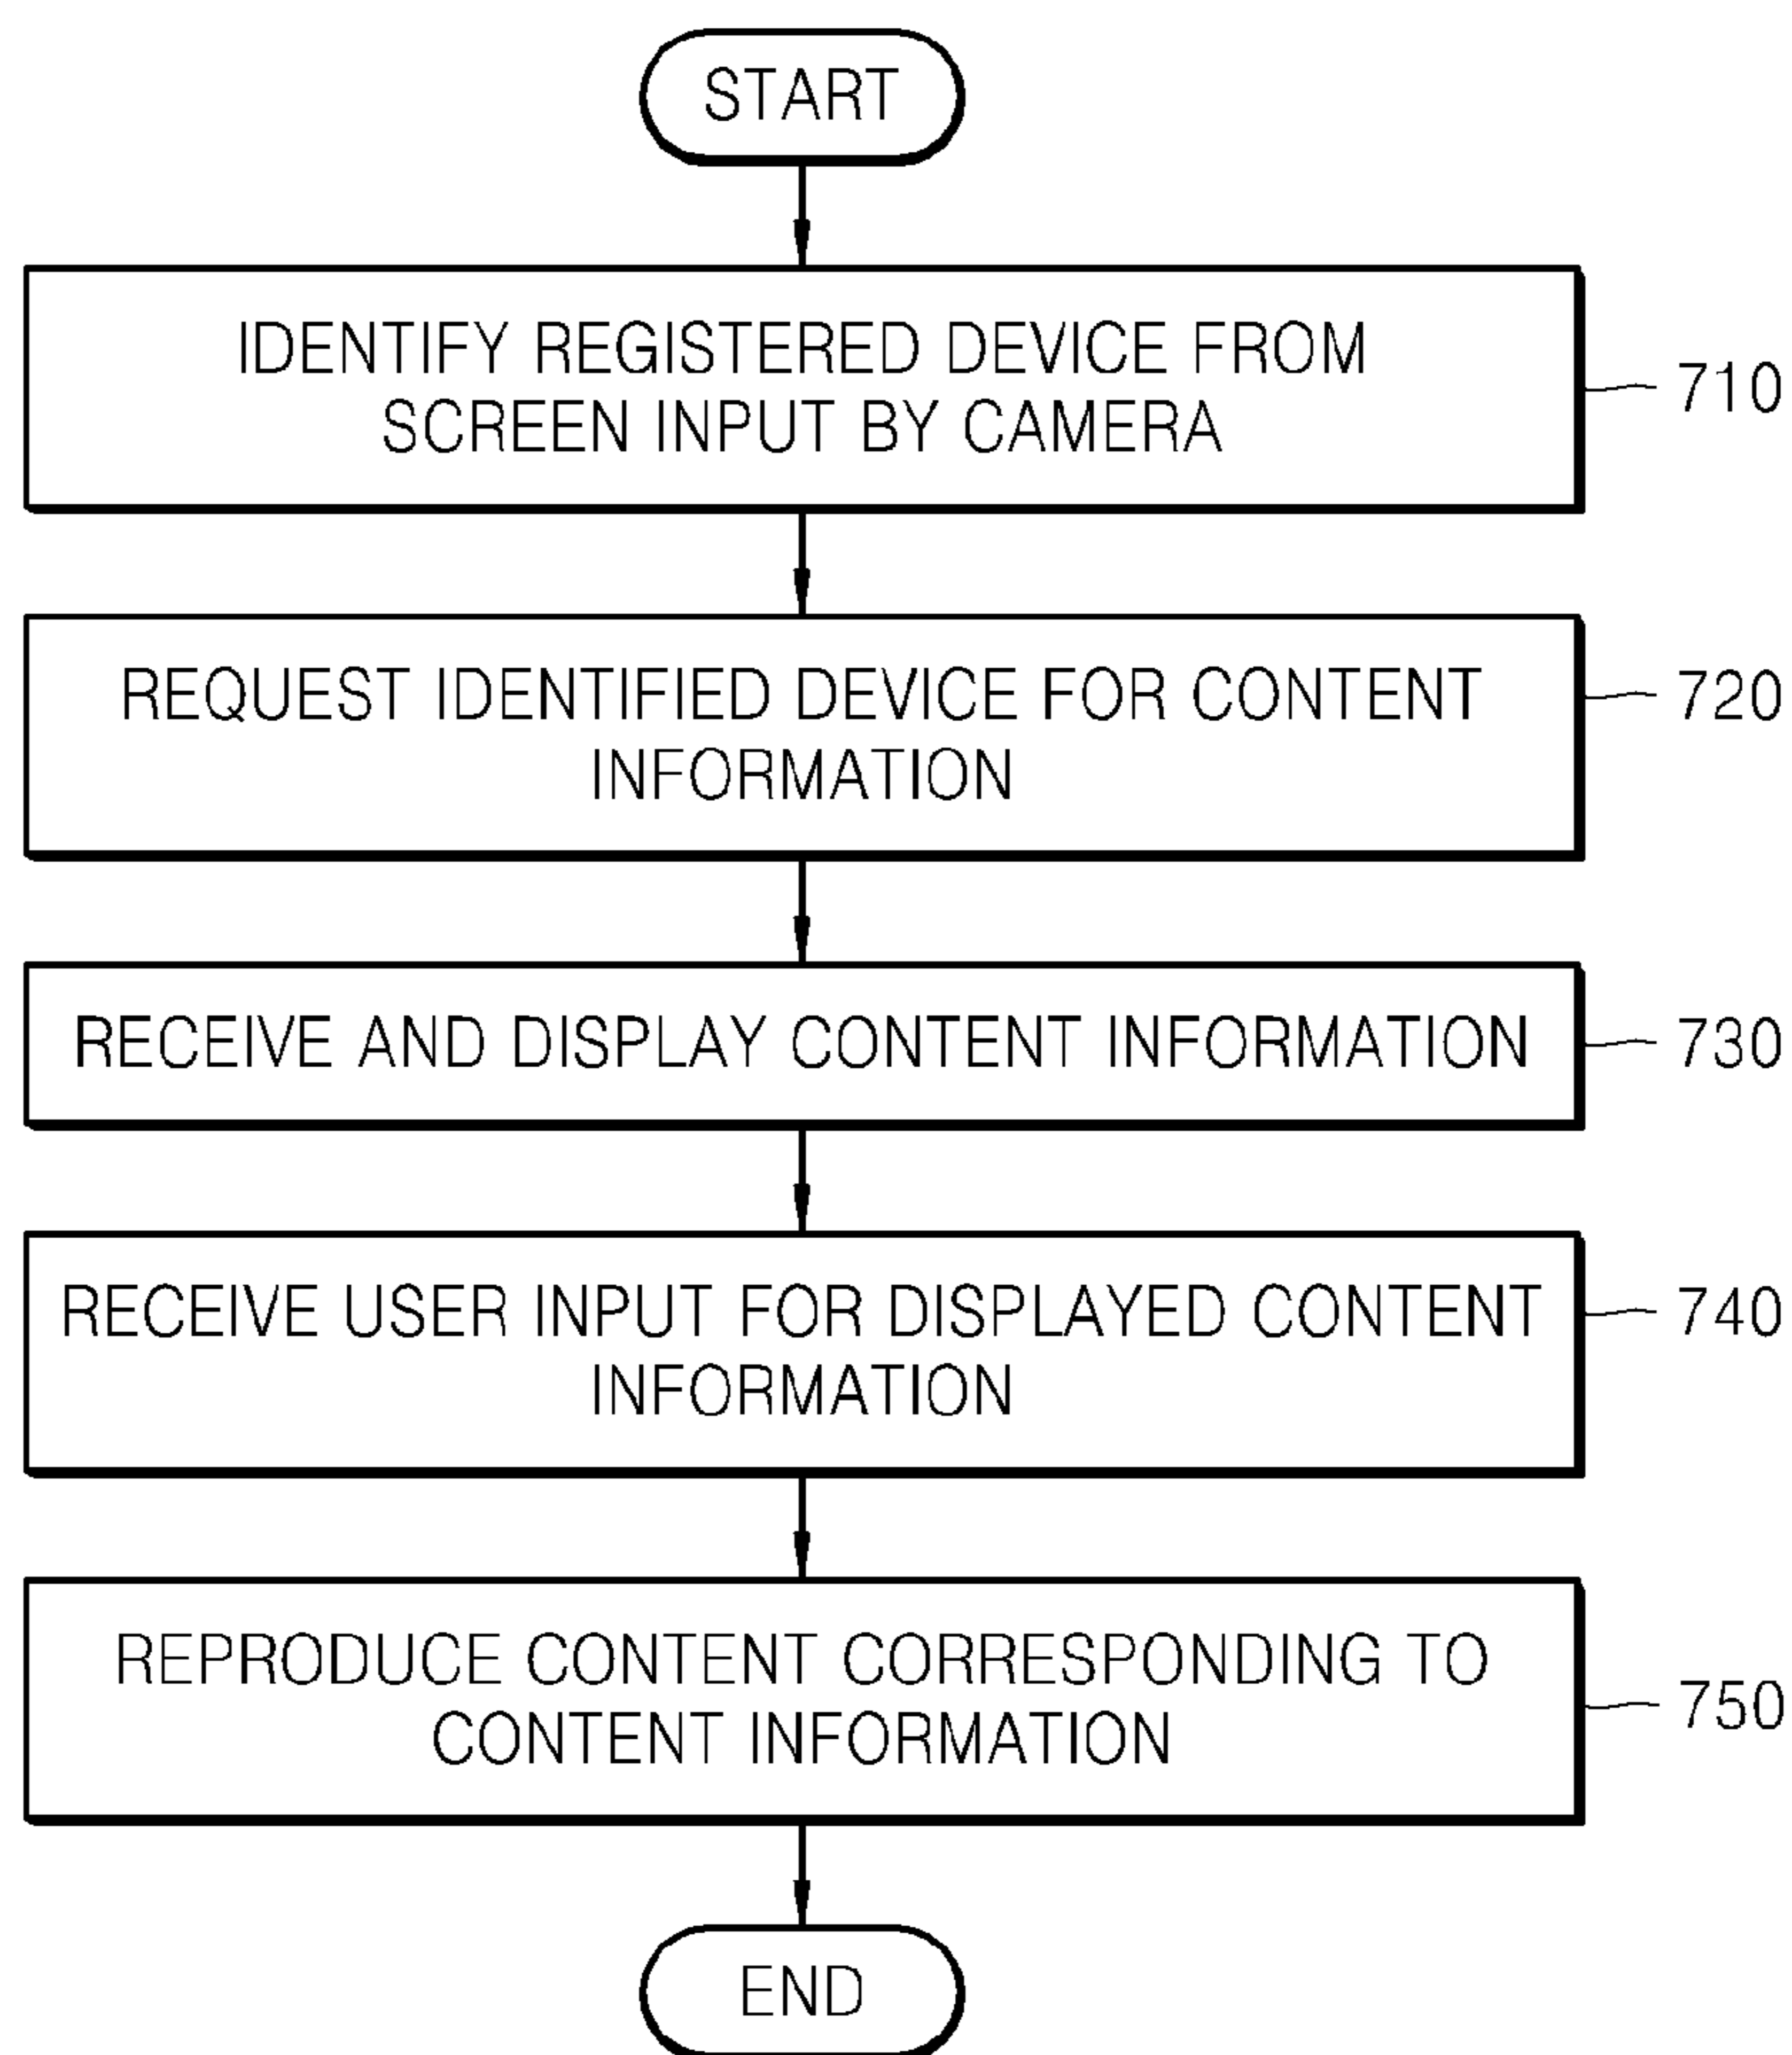 START
IDENTIFY REGISTERED DEVICE FROM
SCREEN INPUT BY CAMERA
710
REQUEST IDENTIFIED DEVICE FOR CONTENT
INFORMATION
720
RECEIVE AND DISPLAY CONTENT INFORMATION
730
RECEIVE USER INPUT FOR DISPLAYED CONTENT
INFORMATION
740
REPRODUCE CONTENT CORRESPONDING TO
CONTENT INFORMATION
750
END